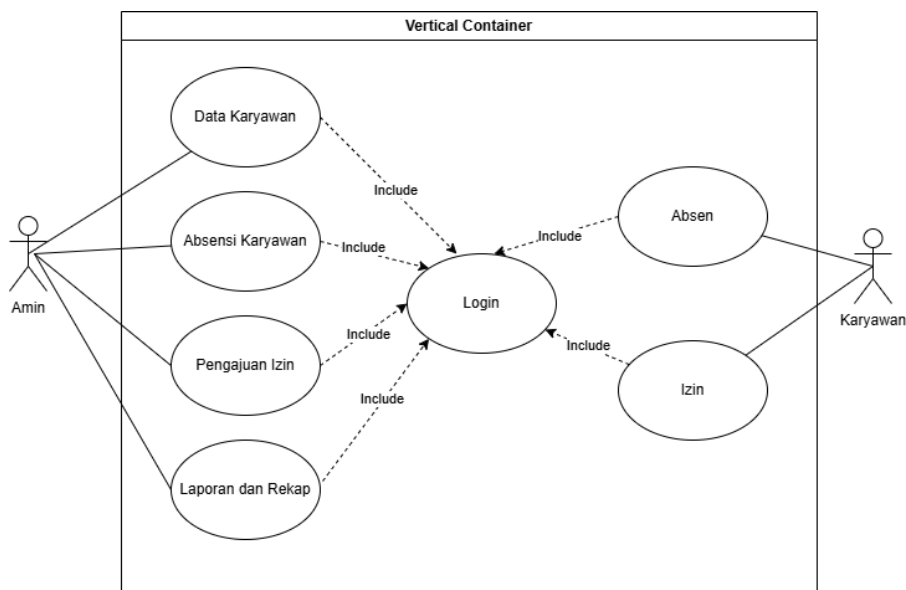 Vertical Container
Data Karyawan
Include
Absen
Absensi Karyawan
Include
Include
Amin
Login
Karyawan
Pengajuan Izin
Include
Include
Izin
Include
Laporan dan Rekap